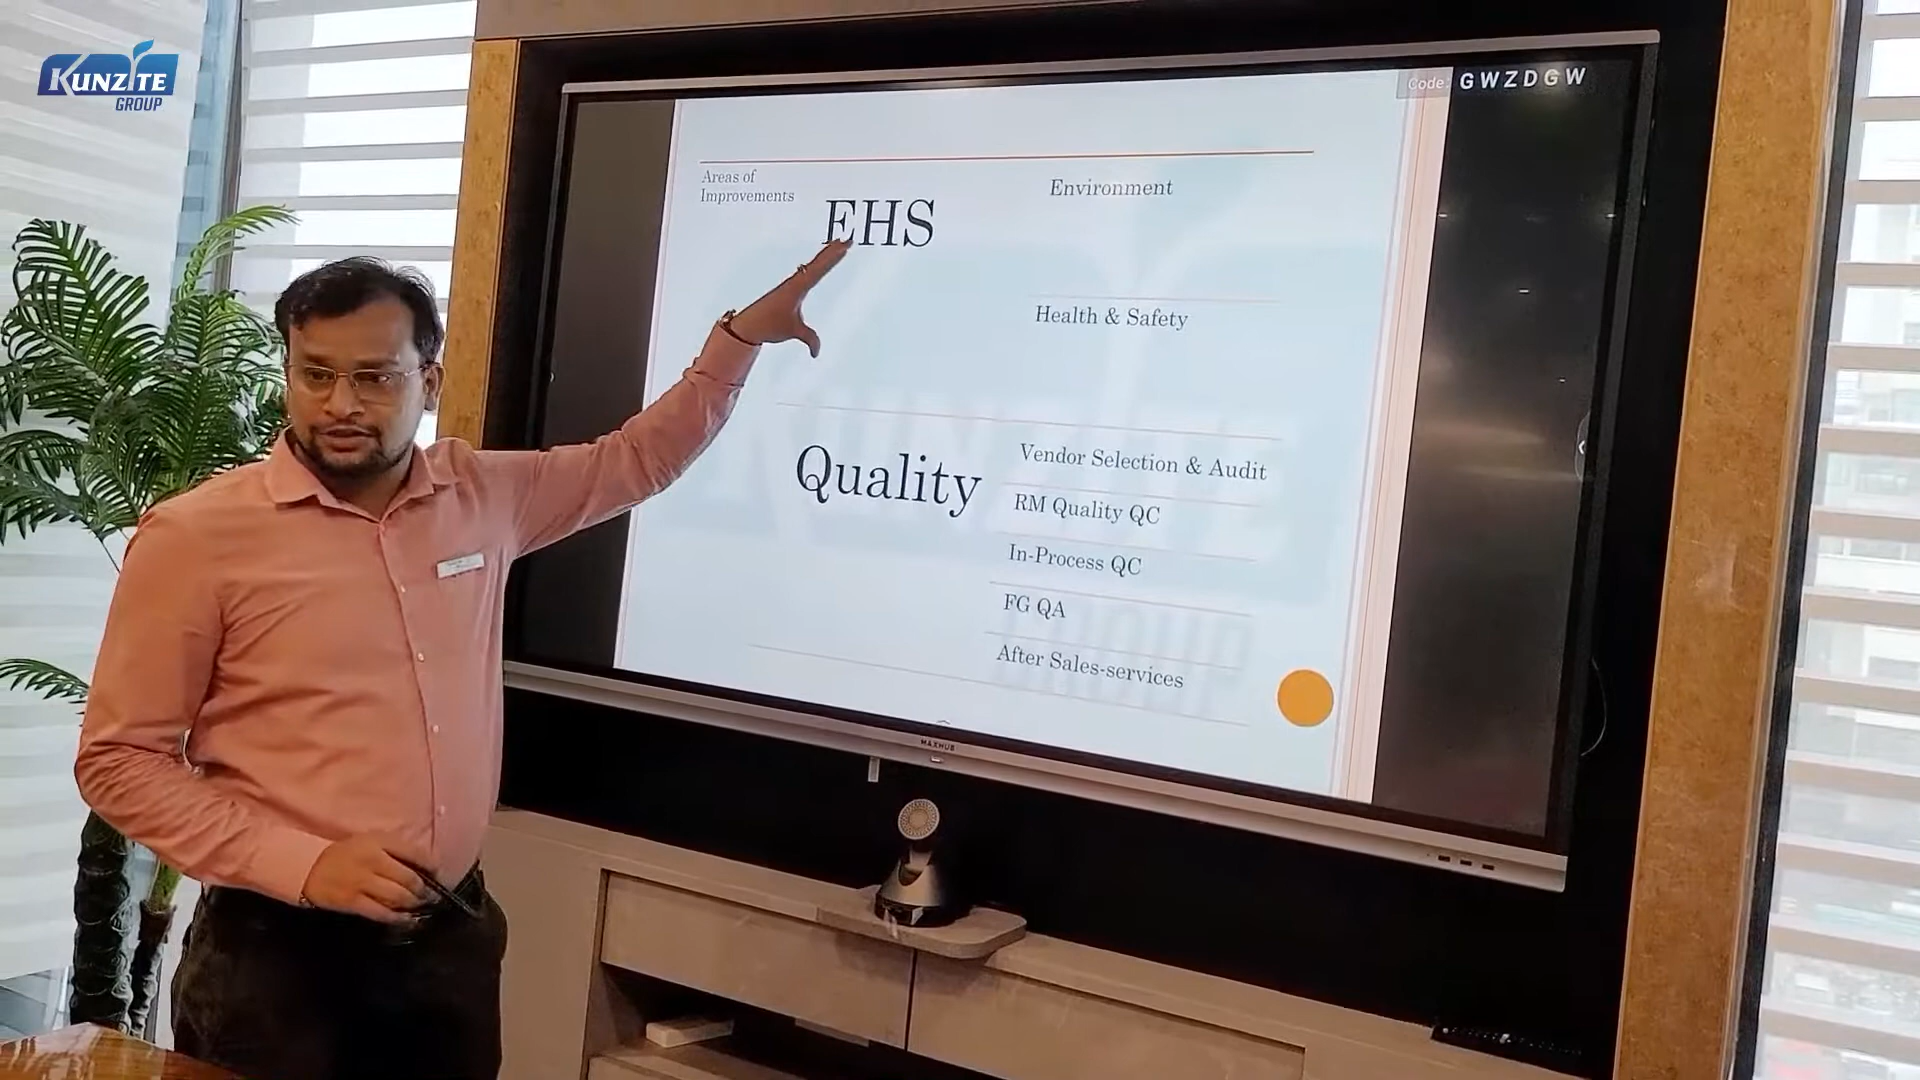 KUNZITE
GROUP
Code: GWZDGW
Areas of
Improvements
EHS
Environment
Health & Safety
Quality
Vendor Selection & Audit
RM Quality QC
In-Process QC
FG QA
After Sales-services
MAXHUB